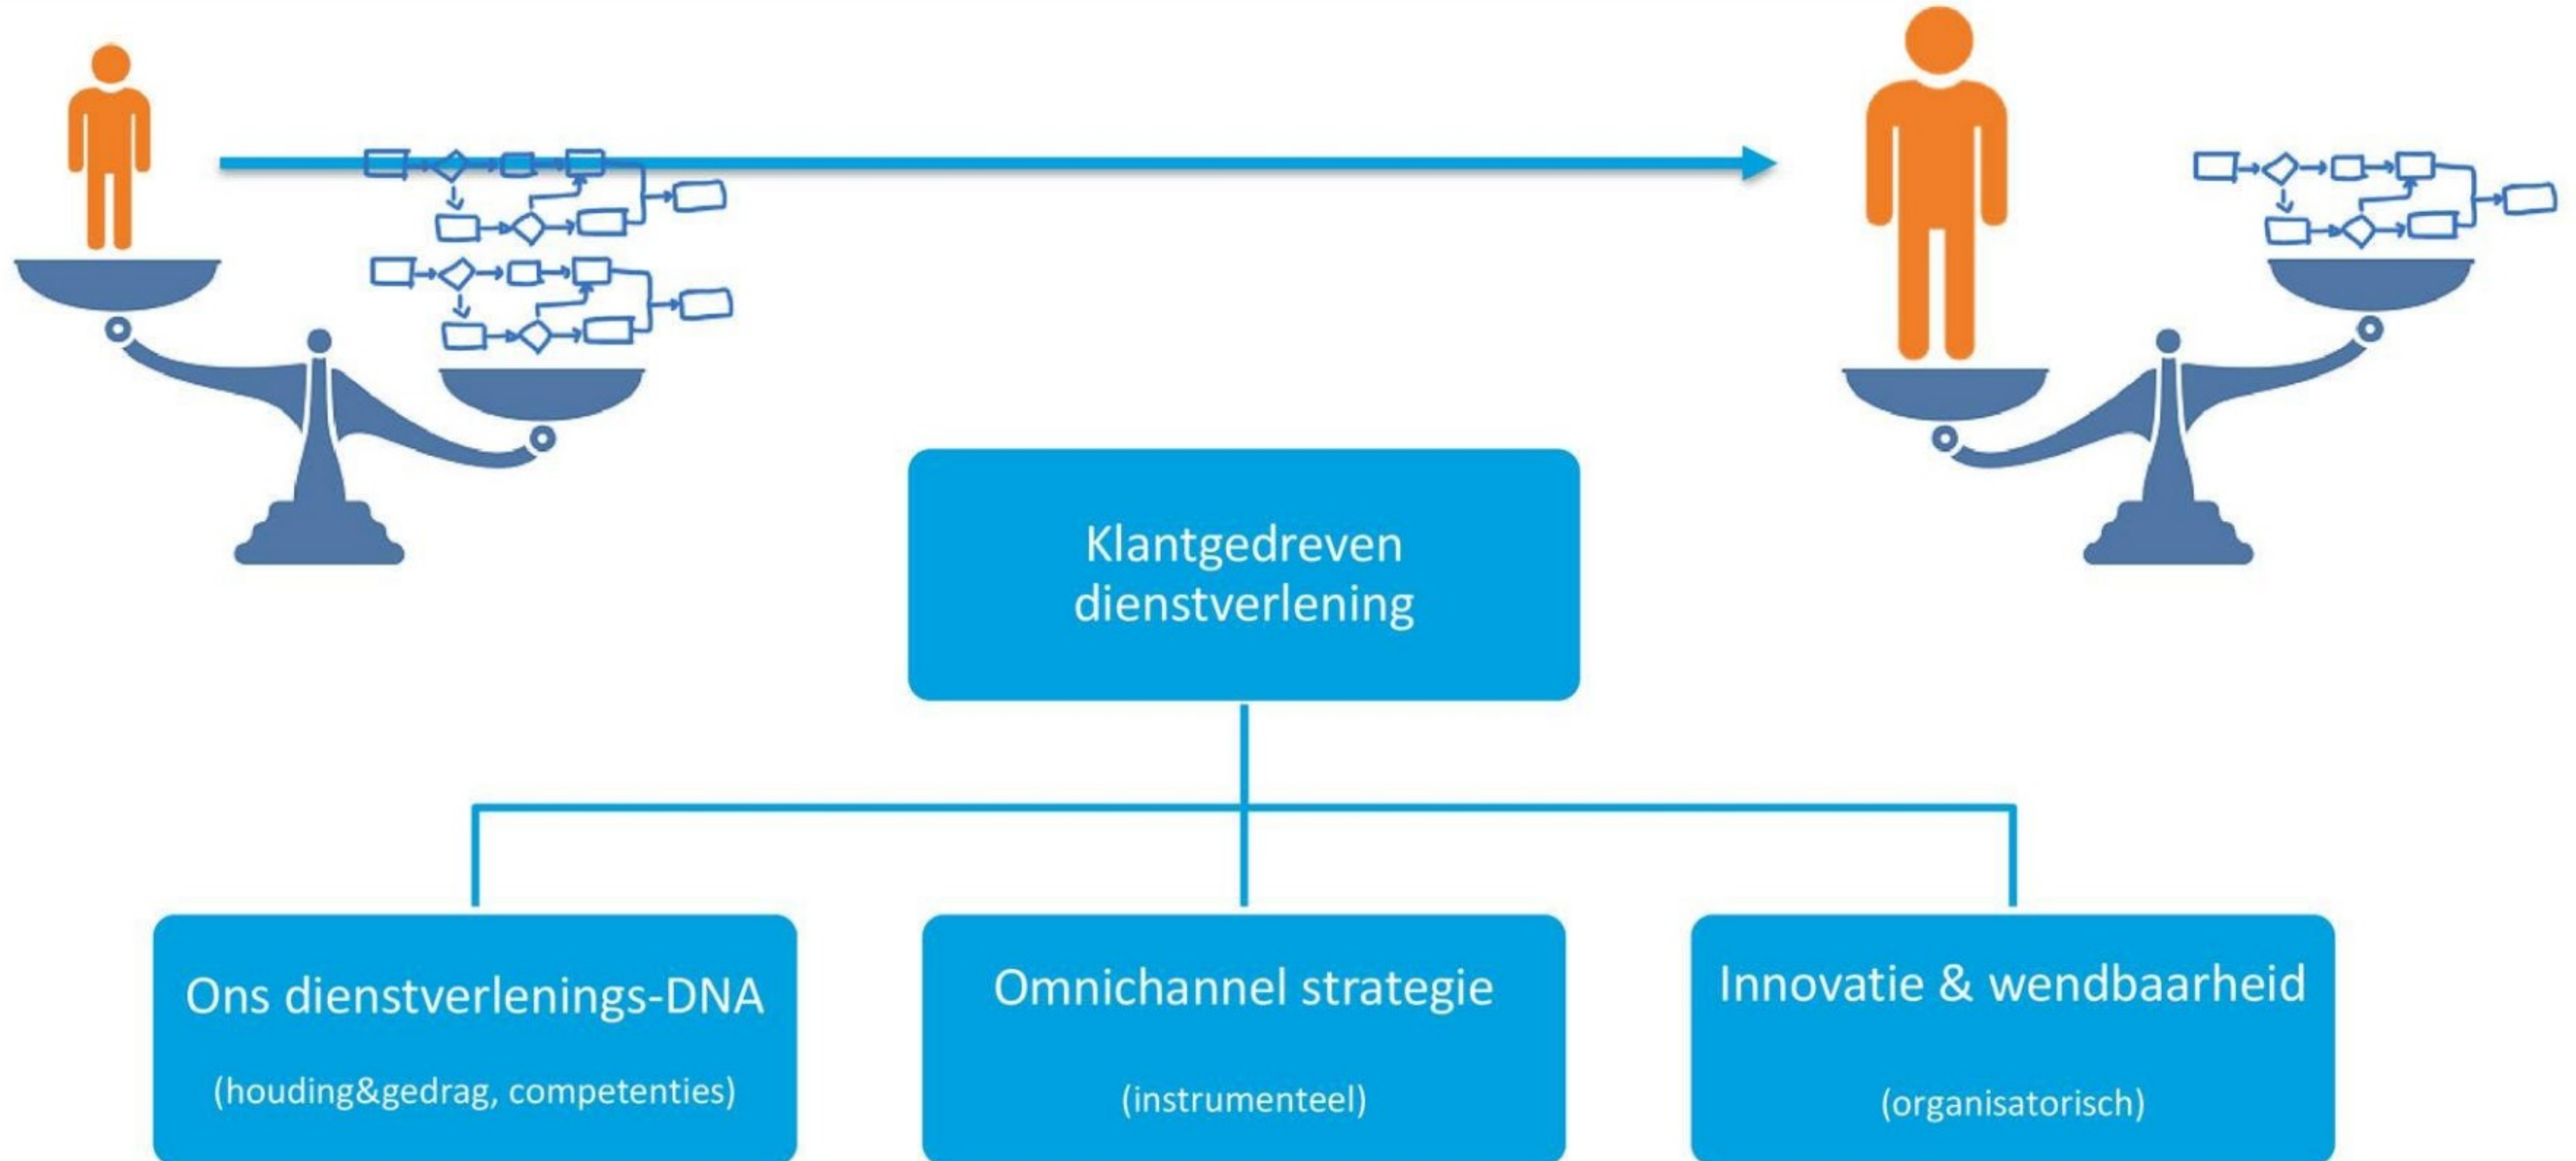 Klantgedreven
dienstverlening
Ons dienstverlenings-DNA
(houding&gedrag, competenties)
Omnichannel strategie
(instrumenteel)
Innovatie & wendbaarheid
(organisatorisch)